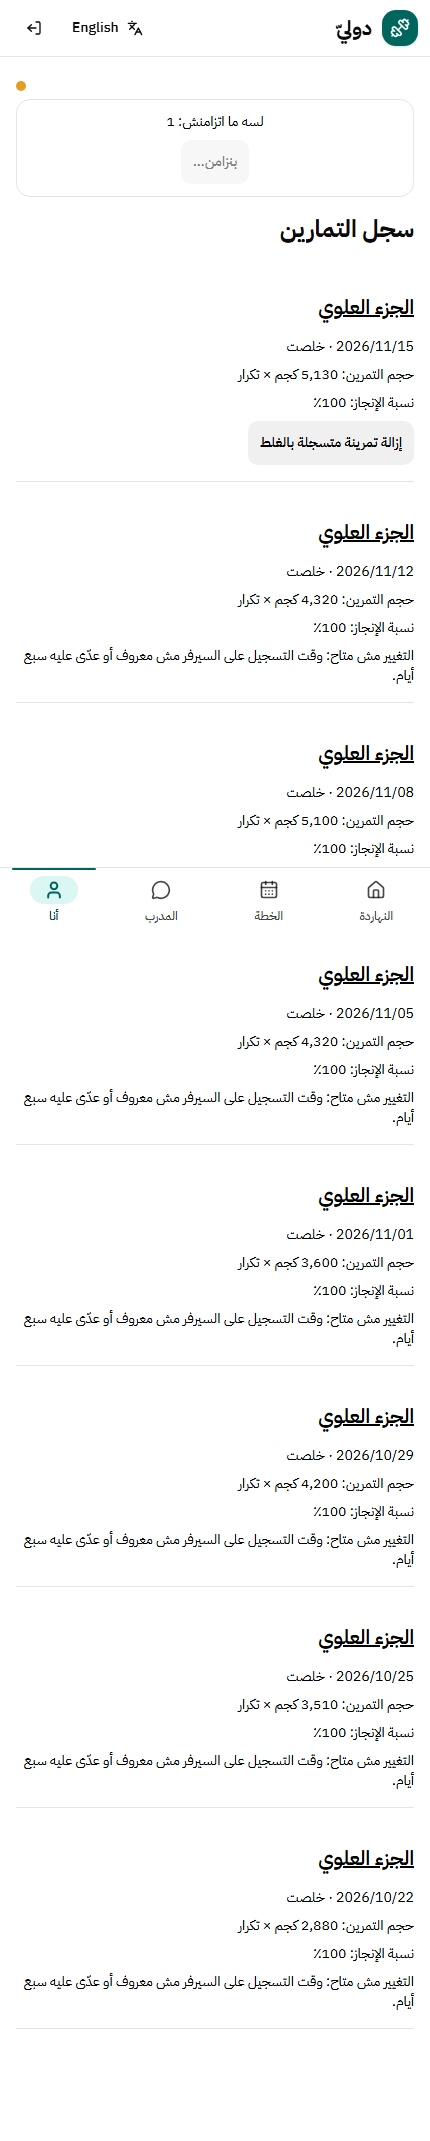 دوليّ
English
لسه ما اتزامنش: 1
بنزامن...
سجل التمارين
الجزء العلوي
2026/11/15 · خلصت
حجم التمرين: 5,130 كجم × تكرار
نسبة الإنجاز: 100٪
إزالة تمرينة متسجلة بالغلط
الجزء العلوي
2026/11/12 · خلصت
حجم التمرين: 4,320 كجم × تكرار
نسبة الإنجاز: 100٪
التغيير مش متاح: وقت التسجيل على السيرفر مش معروف أو عدّى عليه سبع
أيام.
الجزء العلوي
2026/11/08 · خلصت
حجم التمرين: 5,100 كجم × تكرار
نسبة الإنجاز: 100٪
النهاردة
الخطة
المدرب
أنا
الجزء العلوي
2026/11/05 · خلصت
حجم التمرين: 4,320 كجم × تكرار
نسبة الإنجاز: 100٪
التغيير مش متاح: وقت التسجيل على السيرفر مش معروف أو عدّى عليه سبع
أيام.
الجزء العلوي
2026/11/01 · خلصت
حجم التمرين: 3,600 كجم × تكرار
نسبة الإنجاز: 100٪
التغيير مش متاح: وقت التسجيل على السيرفر مش معروف أو عدّى عليه سبع
أيام.
الجزء العلوي
2026/10/29 · خلصت
حجم التمرين: 4,200 كجم × تكرار
نسبة الإنجاز: 100٪
التغيير مش متاح: وقت التسجيل على السيرفر مش معروف أو عدّى عليه سبع
أيام.
الجزء العلوي
2026/10/25 · خلصت
حجم التمرين: 3,510 كجم × تكرار
نسبة الإنجاز: 100٪
التغيير مش متاح: وقت التسجيل على السيرفر مش معروف أو عدّى عليه سبع
أيام.
الجزء العلوي
2026/10/22 · خلصت
حجم التمرين: 2,880 كجم × تكرار
نسبة الإنجاز: 100٪
التغيير مش متاح: وقت التسجيل على السيرفر مش معروف أو عدّى عليه سبع
أيام.